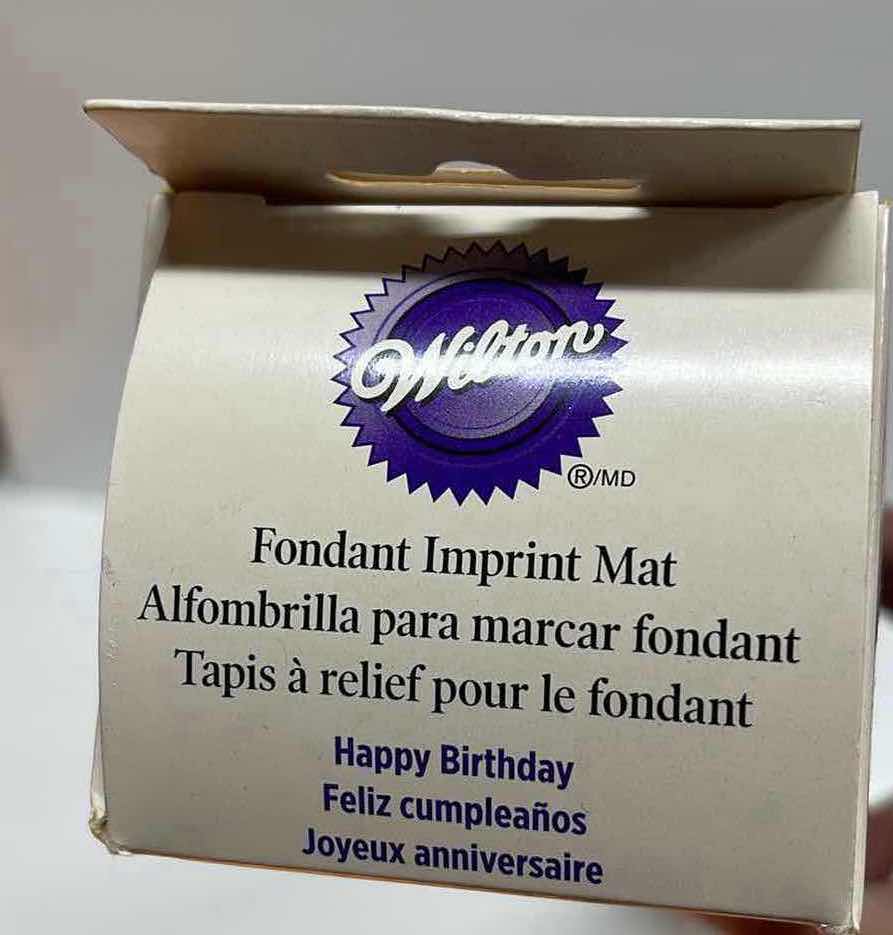 Wilton
®/MD
Fondant Imprint Mat
Alfombrilla para marcar fondant
Tapis à relief pour le fondant
Happy Birthday
Feliz cumpleaños
Joyeux anniversaire